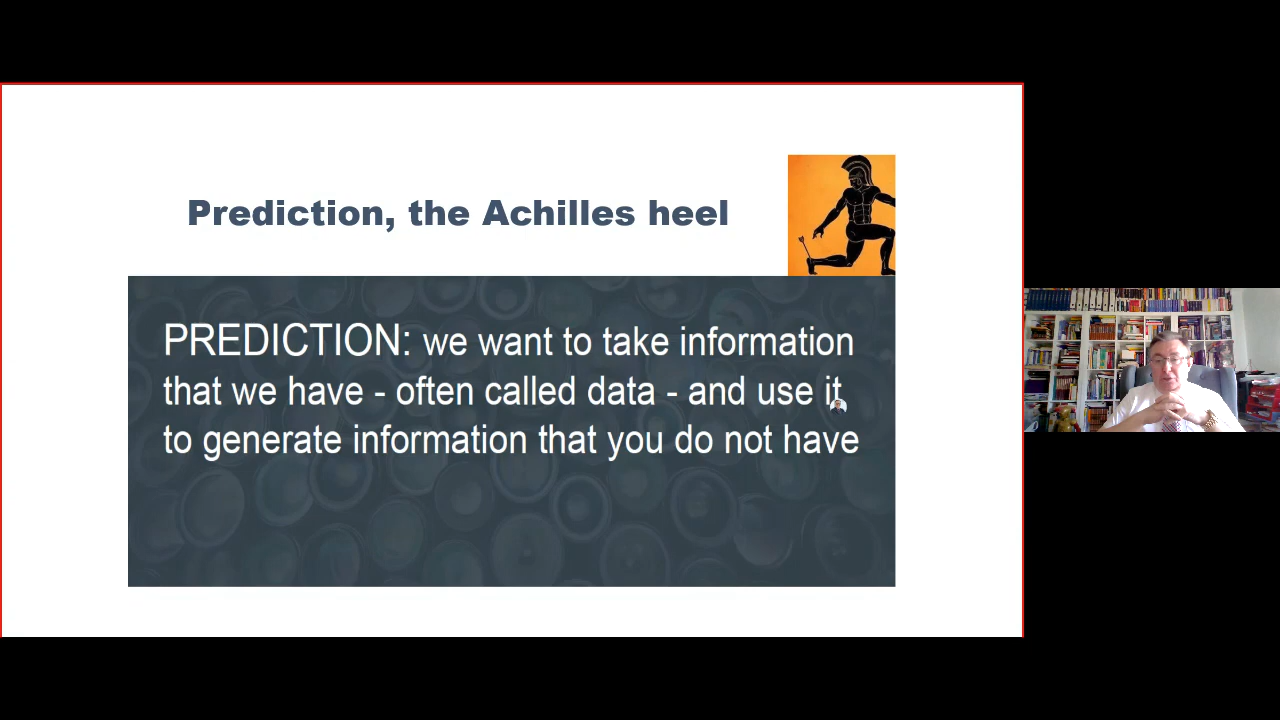 Prediction, the Achilles heel
PREDICTION: we want to take information
that we have - often called data - and use it
to generate information that you do not have